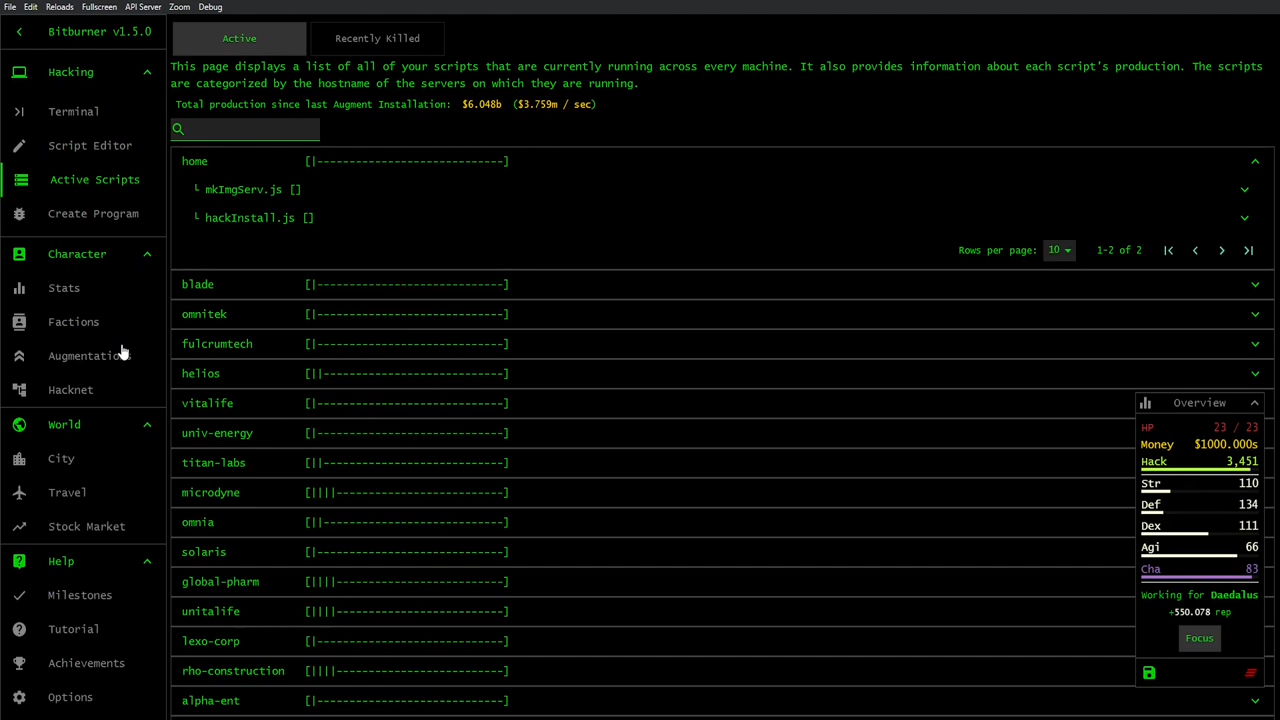 File Edit Reloads Fullscreen API Server Zoom Debug
Bitburner v1.5.0
Hacking
Terminal
Script Editor
Active Scripts
Create Program
Character
Stats
Factions
Hacknet
World
City
Travel
Stock Market
Help
Milestones
Tutorial
Achievements
Options
Active Recently Killed
This page displays a list of all of your scripts that are currently running across every machine. It also provides information about each script's production. The scripts
are categorized by the hostname of the servers on which they are running.
Total production since last Augment Installation: $6.048b ($3.759m / sec)
home [|-----------------------------]
└ mkImgServ.js []
└ hackInstall.js []
Rows per page: 10 1-2 of 2
blade [|-----------------------------]
omnitek [|-----------------------------]
fulcrumtech [|-----------------------------]
helios [||----------------------------]
vitalife [|-----------------------------]
univ-energy [|-----------------------------]
titan-labs [||----------------------------]
microdyne [||||--------------------------]
omnia [||----------------------------]
solaris [|-----------------------------]
global-pharm [||||--------------------------]
unitalife [||||--------------------------]
lexo-corp [|-----------------------------]
rho-construction [||||--------------------------]
alpha-ent [|-----------------------------]
Overview
HP 23 / 23
Money $1000.000s
Hack 3,451
Str 110
Def 134
Dex 111
Agi 66
Cha 83
Working for Daedalus
+550.078 rep
Focus